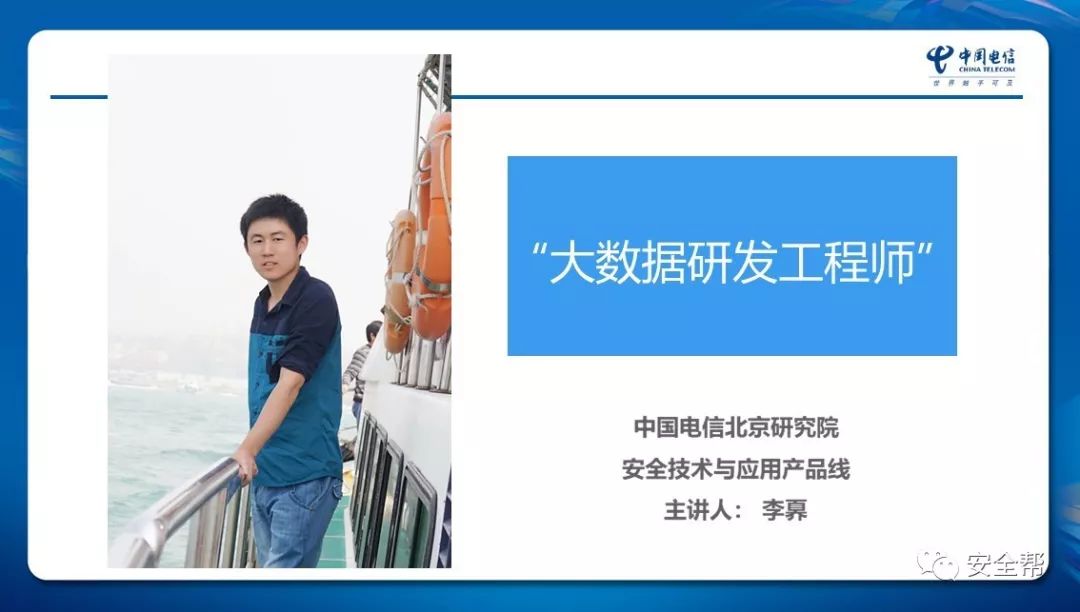 中国电信
CHINA TELECOM
世界触手可及
“大数据研发工程师”
中国电信北京研究院
安全技术与应用产品线
主讲人： 李奡
安全帮